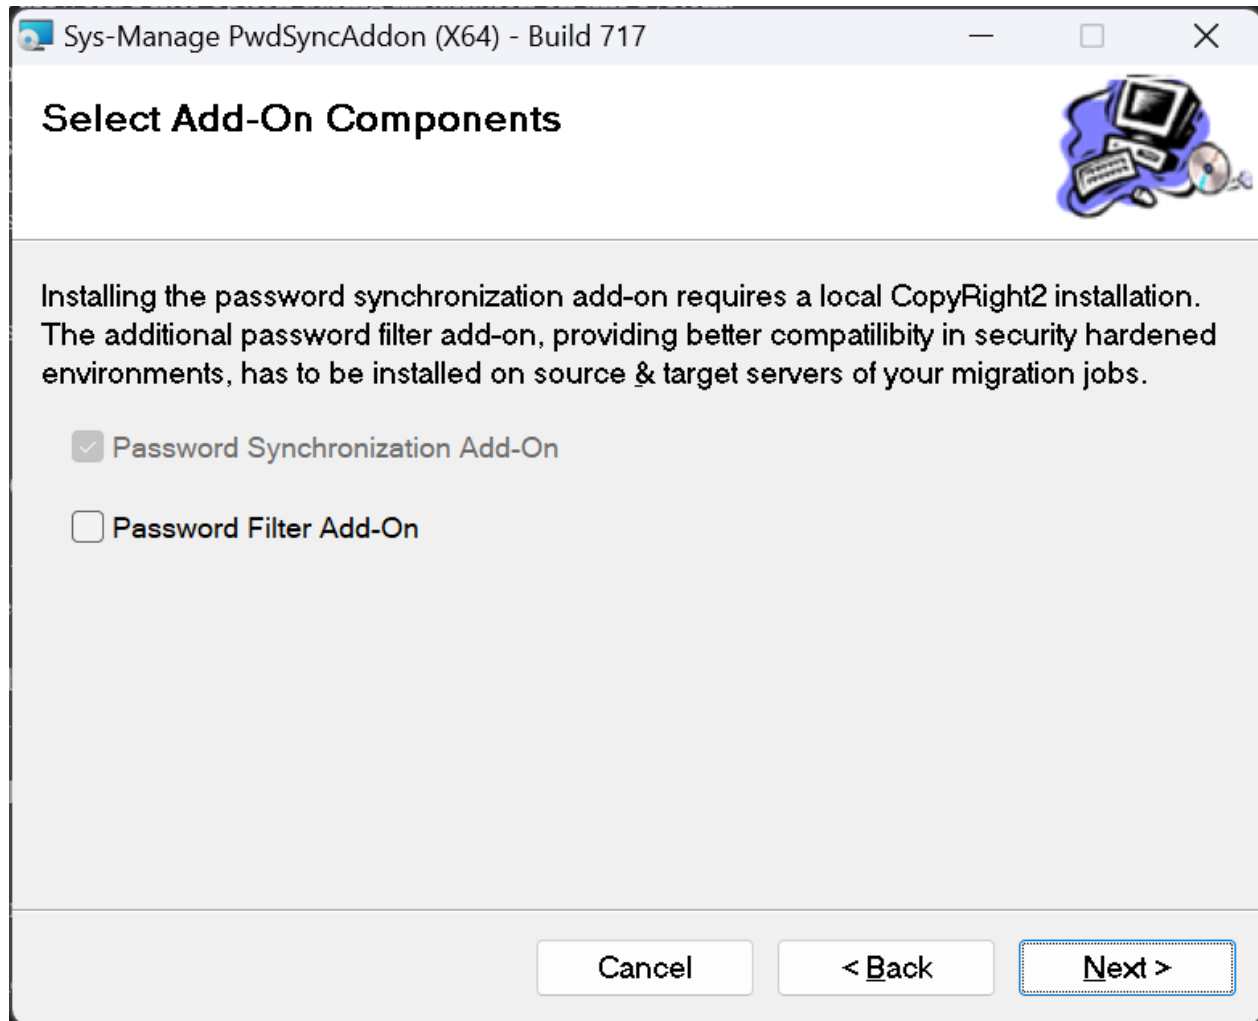 Sys-Manage PwdSyncAddon (X64) - Build 717
Select Add-On Components
Installing the password synchronization add-on requires a local CopyRight2 installation.
The additional password filter add-on, providing better compatilibity in security hardened
environments, has to be installed on source & target servers of your migration jobs.
Password Synchronization Add-On
Password Filter Add-On
Cancel
< Back
Next >